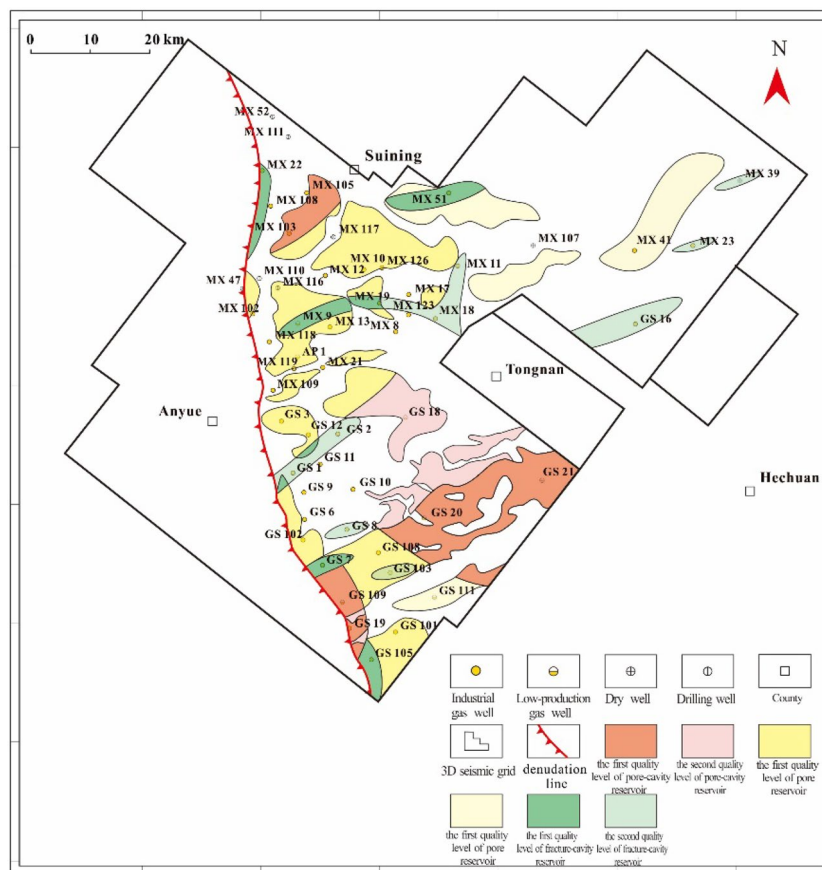 0 10 20 km
N
MX 52
MX 111
Suining
MX 22
MX 105
MX 39
MX 108
MX 51
MX 103
MX 117
MX 107
MX 41
MX 23
MX 10
MX 126
MX 11
MX 12
MX 110
MX 47
MX 116
MX 19
MX 17
MX 102
MX 123
MX 9
MX 13
MX 18
GS 16
MX 8
MX 118
AP 1
MX 119
MX 21
Tongnan
MX 109
Anyue
GS 3
GS 18
GS 12
GS 2
GS 11
GS 1
GS 21
GS 9
GS 10
Hechuan
GS 6
GS 20
GS 8
GS 102
GS 108
GS 7
GS 103
GS 109
GS 111
GS 19
GS 101
GS 105
Industrial
gas well
Low-production
gas well
Dry well
Drilling well
County
3D seismic grid
denudation
line
the first quality
level of pore-cavity
reservoir
the second quality
level of pore-cavity
reservoir
the first quality
level of pore
reservoir
the first quality
level of pore
reservoir
the first quality
level of fracture-cavity
reservoir
the second quality
level of fracture-cavity
reservoir